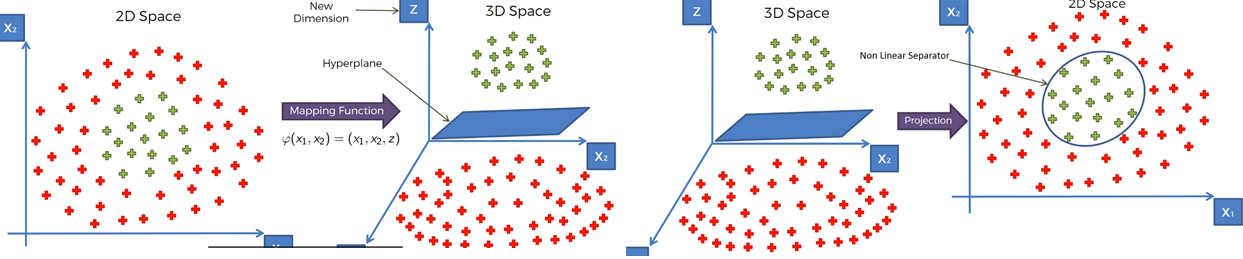 2D Space
X₂
Mapping Function
φ(x₁, x₂) = (x₁, x₂, z)
New
Dimension
Z
3D Space
Hyperplane
X₂
Z
3D Space
X₂
Projection
2D Space
X₂
Non Linear Separator
X₁